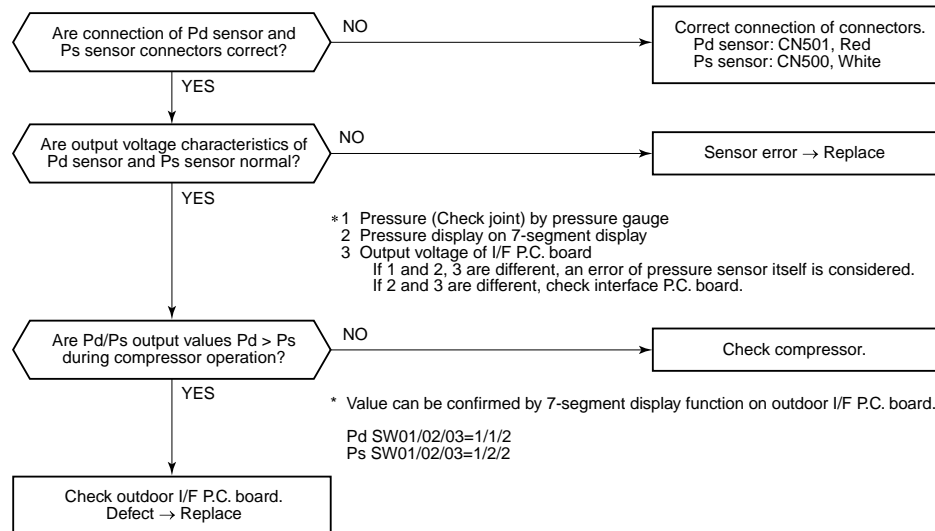 Are connection of Pd sensor and
Ps sensor connectors correct?
NO
Correct connection of connectors.
Pd sensor: CN501, Red
Ps sensor: CN500, White
YES
Are output voltage characteristics of
Pd sensor and Ps sensor normal?
NO
Sensor error → Replace
YES
*1 Pressure (Check joint) by pressure gauge
2 Pressure display on 7-segment display
3 Output voltage of I/F P.C. board
If 1 and 2, 3 are different, an error of pressure sensor itself is considered.
If 2 and 3 are different, check interface P.C. board.
Are Pd/Ps output values Pd > Ps
during compressor operation?
NO
Check compressor.
YES
* Value can be confirmed by 7-segment display function on outdoor I/F P.C. board.
Pd SW01/02/03=1/1/2
Ps SW01/02/03=1/2/2
Check outdoor I/F P.C. board.
Defect → Replace